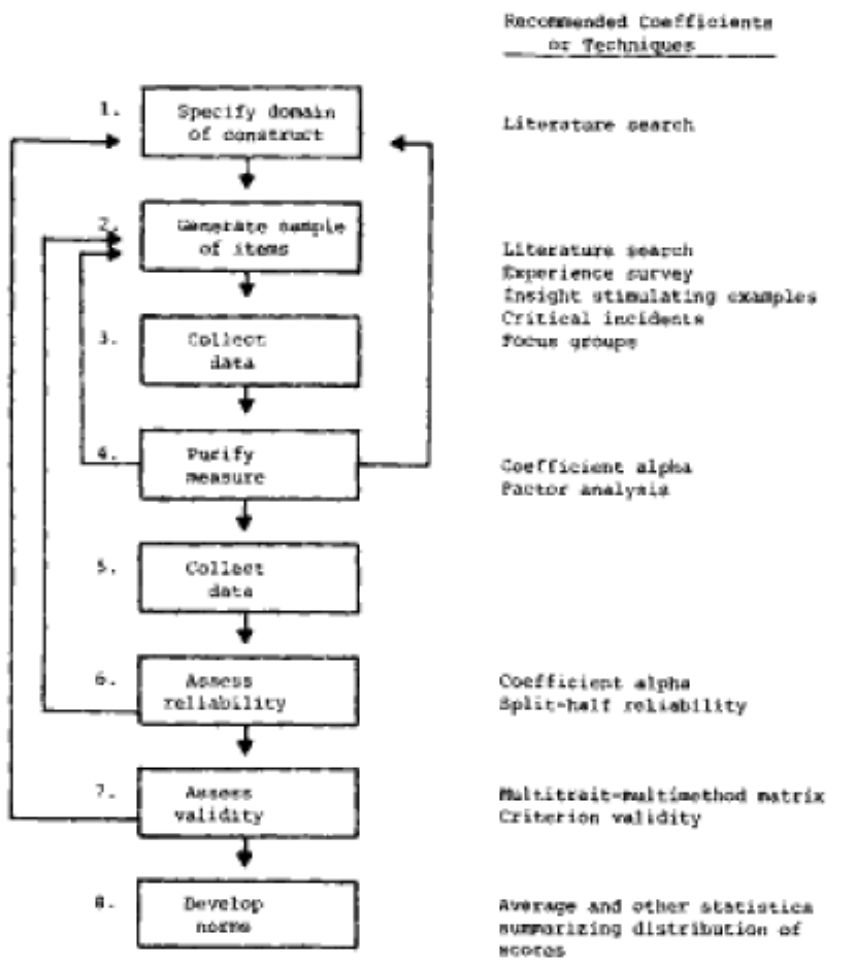 Recommended Coefficients
or Techniques
1.
Specify domain
of construct
Literature search
2.
Generate sample
of items
Literature search
Experience survey
Insight stimulating examples
Critical incidents
Focus groups
3.
Collect
data
4.
Purify
measure
Coefficient alpha
Factor analysis
5.
Collect
data
6.
Assess
reliability
Coefficient alpha
Split-half reliability
7.
Assess
validity
Multitrait-multimethod matrix
Criterion validity
8.
Develop
norms
Average and other statistics
summarizing distribution of
scores